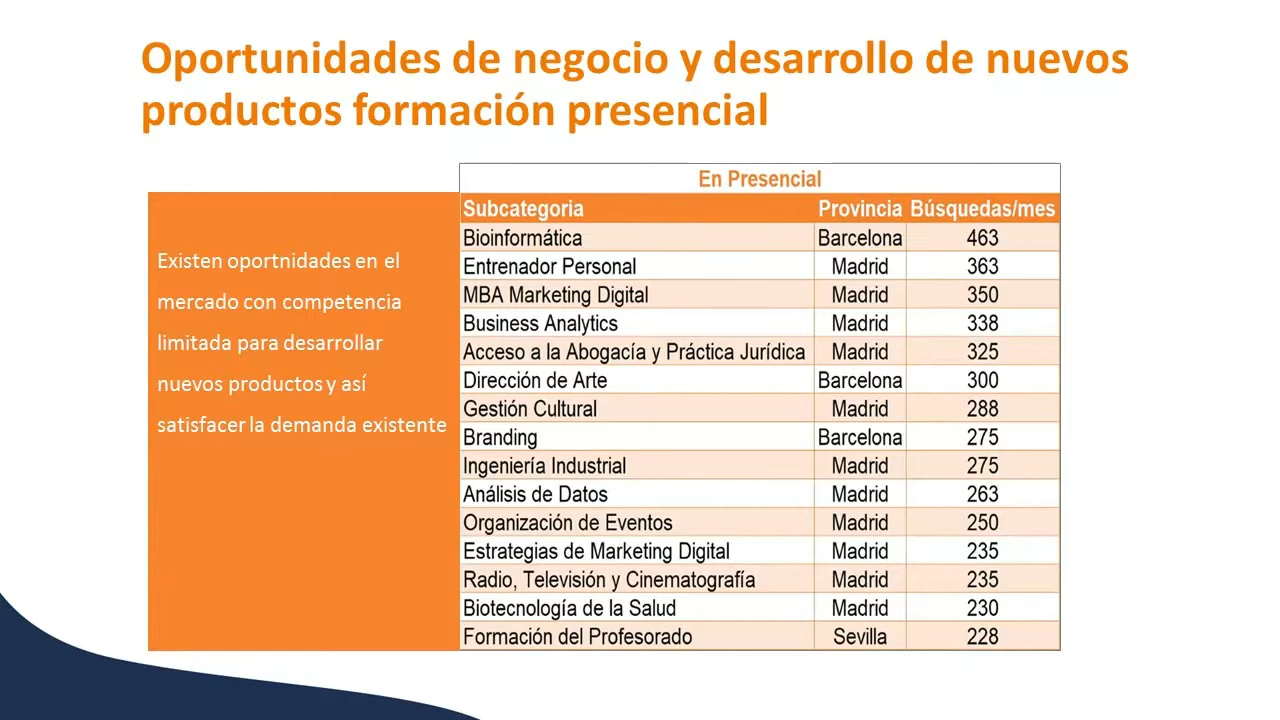 Oportunidades de negocio y desarrollo de nuevos
productos formación presencial
Existen oportnidades en el
mercado con competencia
limitada para desarrollar
nuevos productos y así
satisfacer la demanda existente
En Presencial
Subcategoria Provincia Búsquedas/mes
Bioinformática Barcelona 463
Entrenador Personal Madrid 363
MBA Marketing Digital Madrid 350
Business Analytics Madrid 338
Acceso a la Abogacía y Práctica Jurídica Madrid 325
Dirección de Arte Barcelona 300
Gestión Cultural Madrid 288
Branding Barcelona 275
Ingeniería Industrial Madrid 275
Análisis de Datos Madrid 263
Organización de Eventos Madrid 250
Estrategias de Marketing Digital Madrid 235
Radio, Televisión y Cinematografía Madrid 235
Biotecnología de la Salud Madrid 230
Formación del Profesorado Sevilla 228